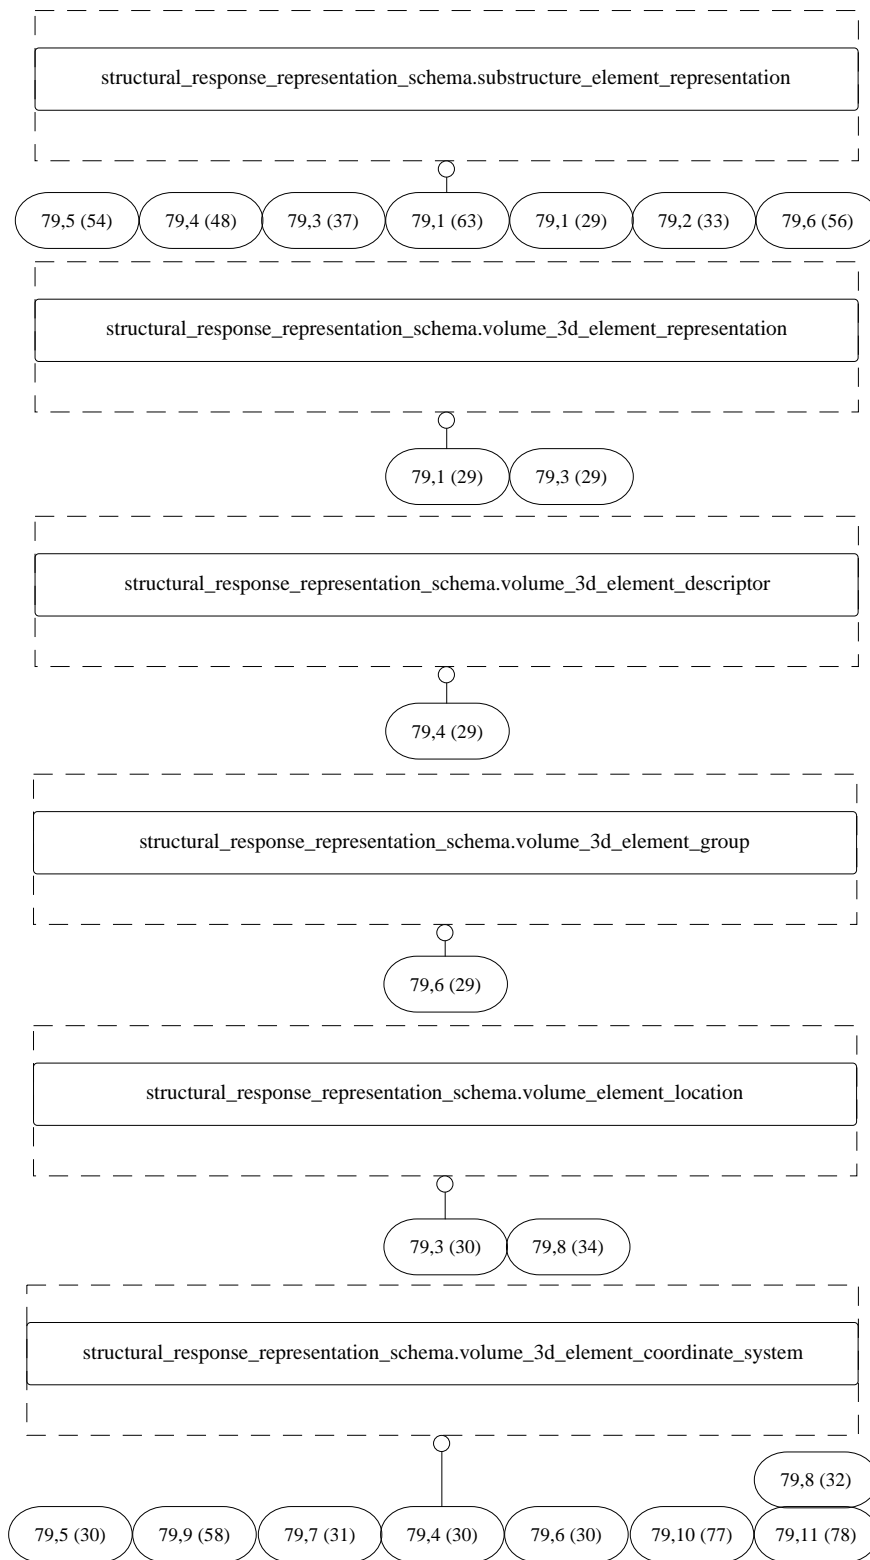 structural_response_representation_schema.substructure_element_representation
79,5 (54) 79,4 (48) 79,3 (37) 79,1 (63) 79,1 (29) 79,2 (33) 79,6 (56)
structural_response_representation_schema.volume_3d_element_representation
79,1 (29) 79,3 (29)
structural_response_representation_schema.volume_3d_element_descriptor
79,4 (29)
structural_response_representation_schema.volume_3d_element_group
79,6 (29)
structural_response_representation_schema.volume_element_location
79,3 (30) 79,8 (34)
structural_response_representation_schema.volume_3d_element_coordinate_system
79,8 (32)
79,5 (30) 79,9 (58) 79,7 (31) 79,4 (30) 79,6 (30) 79,10 (77) 79,11 (78)